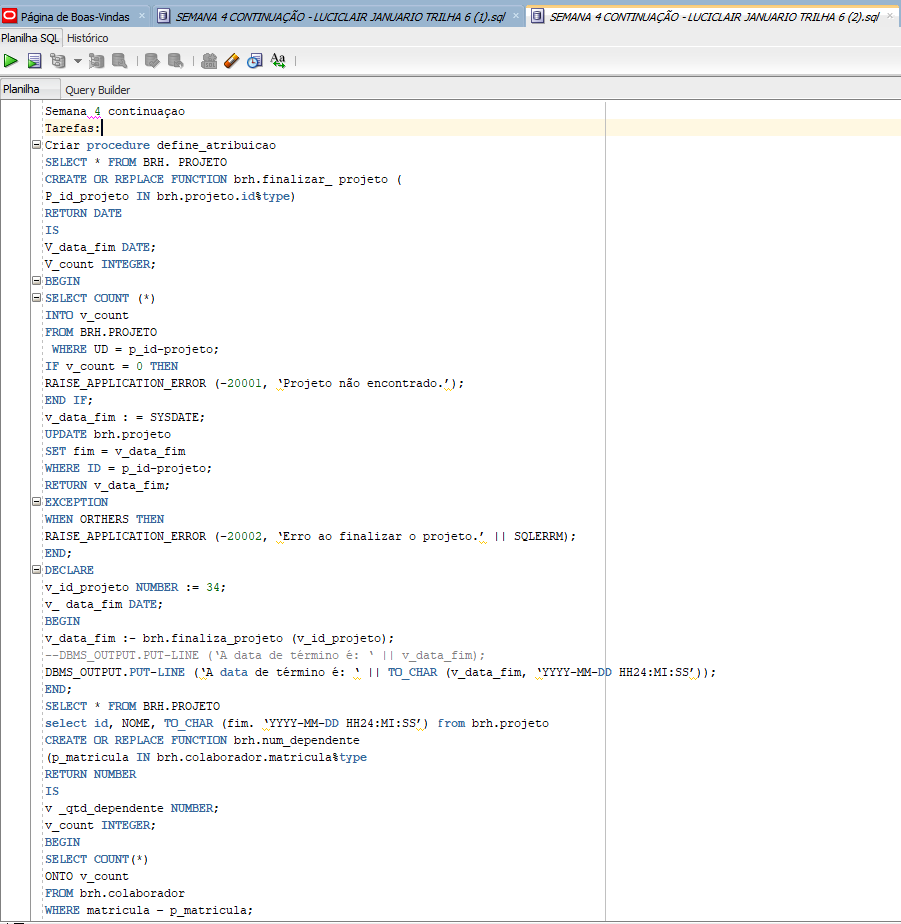 Página de Boas-Vindas × SEMANA 4 CONTINUAÇÃO - LUCICLAIR JANUARIO TRILHA 6 (1).sql × SEMANA 4 CONTINUAÇÃO - LUCICLAIR JANUARIO TRILHA 6 (2).sql ×
Planilha SQL Histórico
Aa
Planilha Query Builder
Semana 4 continuaçao
Tarefas:
Criar procedure define_atribuicao
SELECT * FROM BRH. PROJETO
CREATE OR REPLACE FUNCTION brh.finalizar_ projeto (
P_id_projeto IN brh.projeto.id%type)
RETURN DATE
IS
V_data_fim DATE;
V_count INTEGER;
BEGIN
SELECT COUNT (*)
INTO v_count
FROM BRH.PROJETO
WHERE UD = p_id-projeto;
IF v_count = 0 THEN
RAISE_APPLICATION_ERROR (-20001, ‘Projeto não encontrado.’);
END IF;
v_data_fim : = SYSDATE;
UPDATE brh.projeto
SET fim = v_data_fim
WHERE ID = p_id-projeto;
RETURN v_data_fim;
EXCEPTION
WHEN ORTHERS THEN
RAISE_APPLICATION_ERROR (-20002, ‘Erro ao finalizar o projeto.’ || SQLERRM);
END;
DECLARE
v_id_projeto NUMBER := 34;
v_ data_fim DATE;
BEGIN
v_data_fim :- brh.finaliza_projeto (v_id_projeto);
--DBMS_OUTPUT.PUT-LINE (‘A data de término é: ‘ || v_data_fim);
DBMS_OUTPUT.PUT-LINE (‘A data de término é: ‘ || TO_CHAR (v_data_fim, ‘YYYY-MM-DD HH24:MI:SS’));
END;
SELECT * FROM BRH.PROJETO
select id, NOME, TO_CHAR (fim. ‘YYYY-MM-DD HH24:MI:SS’) from brh.projeto
CREATE OR REPLACE FUNCTION brh.num_dependente
(p_matricula IN brh.colaborador.matricula%type
RETURN NUMBER
IS
v _qtd_dependente NUMBER;
v_count INTEGER;
BEGIN
SELECT COUNT(*)
ONTO v_count
FROM brh.colaborador
WHERE matricula – p_matricula;